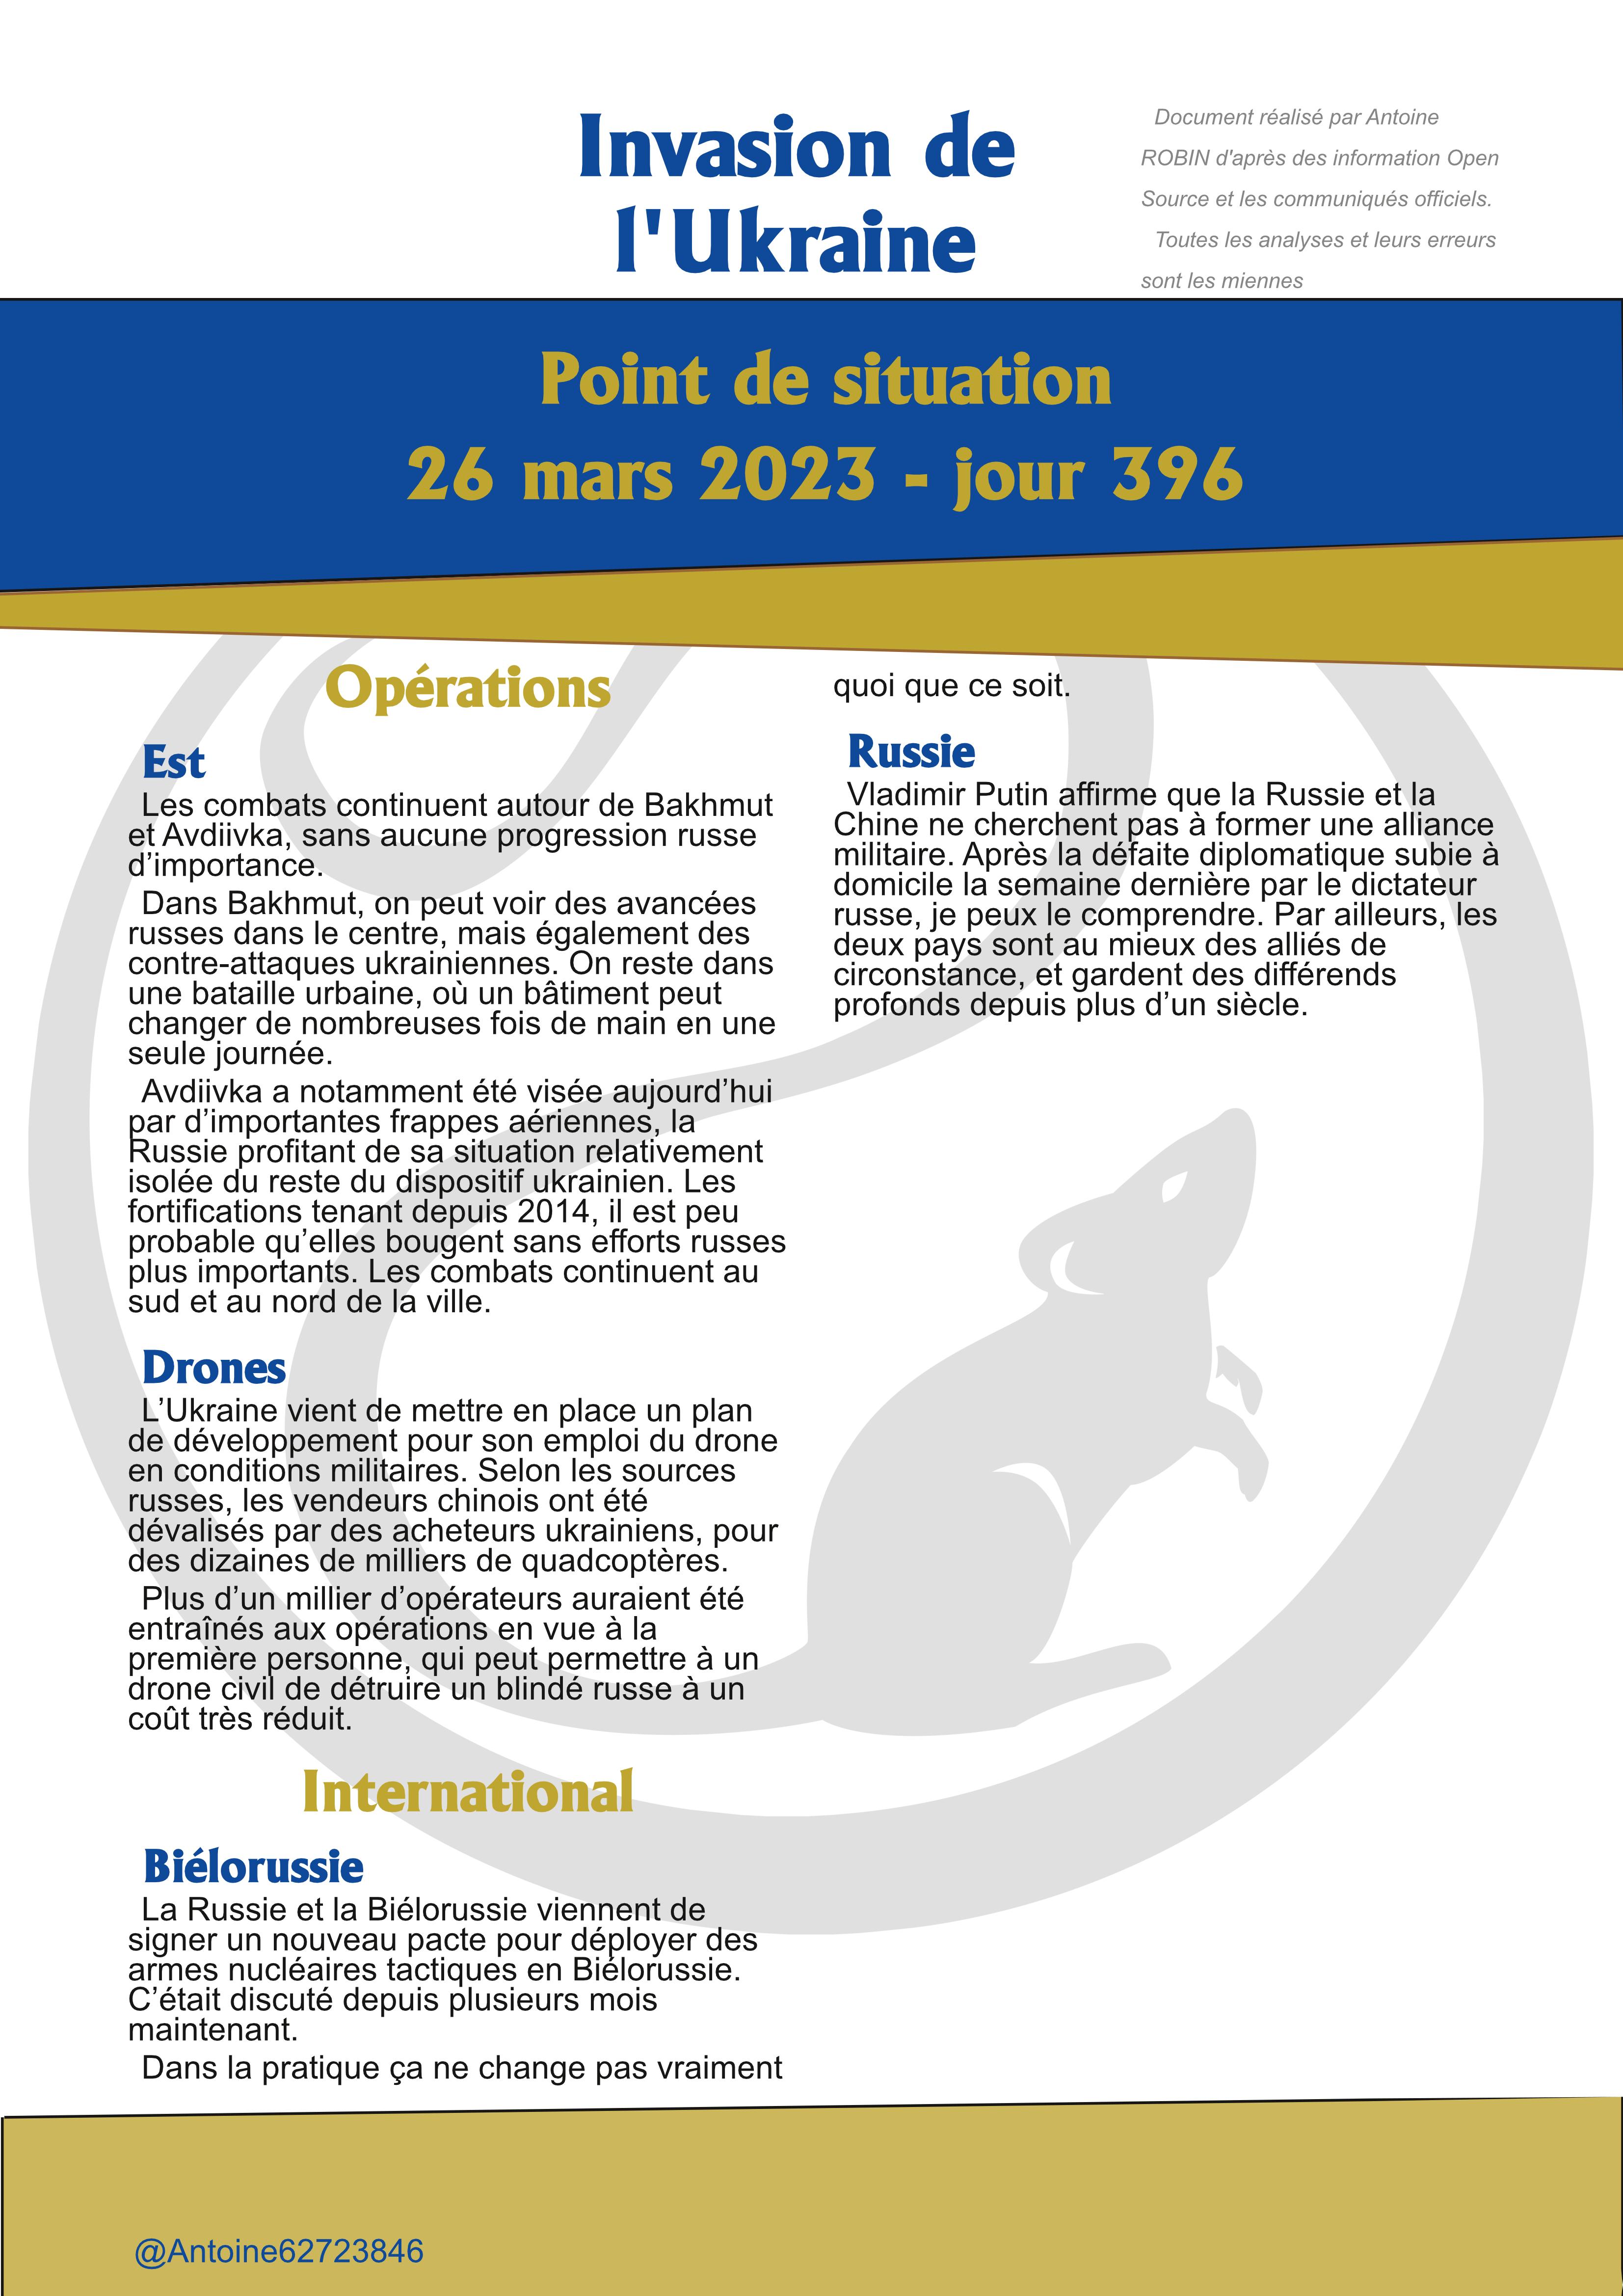 Invasion de
l'Ukraine
Document réalisé par Antoine
ROBIN d'après des information Open
Source et les communiqués officiels.
Toutes les analyses et leurs erreurs
sont les miennes
Point de situation
26 mars 2023 - jour 396
Opérations
Est
Les combats continuent autour de Bakhmut
et Avdiivka, sans aucune progression russe
d’importance.
Dans Bakhmut, on peut voir des avancées
russes dans le centre, mais également des
contre-attaques ukrainiennes. On reste dans
une bataille urbaine, où un bâtiment peut
changer de nombreuses fois de main en une
seule journée.
Avdiivka a notamment été visée aujourd’hui
par d’importantes frappes aériennes, la
Russie profitant de sa situation relativement
isolée du reste du dispositif ukrainien. Les
fortifications tenant depuis 2014, il est peu
probable qu’elles bougent sans efforts russes
plus importants. Les combats continuent au
sud et au nord de la ville.
Drones
L’Ukraine vient de mettre en place un plan
de développement pour son emploi du drone
en conditions militaires. Selon les sources
russes, les vendeurs chinois ont été
dévalisés par des acheteurs ukrainiens, pour
des dizaines de milliers de quadcoptères.
Plus d’un millier d’opérateurs auraient été
entraînés aux opérations en vue à la
première personne, qui peut permettre à un
drone civil de détruire un blindé russe à un
coût très réduit.
International
Biélorussie
La Russie et la Biélorussie viennent de
signer un nouveau pacte pour déployer des
armes nucléaires tactiques en Biélorussie.
C’était discuté depuis plusieurs mois
maintenant.
Dans la pratique ça ne change pas vraiment
quoi que ce soit.
Russie
Vladimir Putin affirme que la Russie et la
Chine ne cherchent pas à former une alliance
militaire. Après la défaite diplomatique subie à
domicile la semaine dernière par le dictateur
russe, je peux le comprendre. Par ailleurs, les
deux pays sont au mieux des alliés de
circonstance, et gardent des différends
profonds depuis plus d’un siècle.
@Antoine62723846